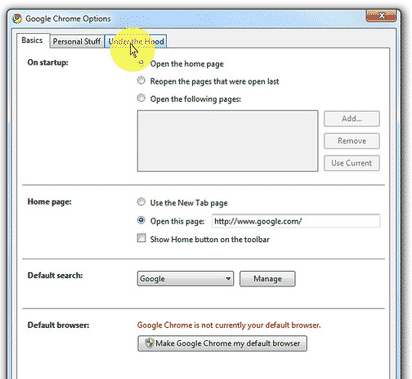 Google Chrome Options
Basics Personal Stuff Under the Hood
On startup: Open the home page
Reopen the pages that were open last
Open the following pages:
Add...
Remove
Use Current
Home page: Use the New Tab page
Open this page: http://www.google.com/
Show Home button on the toolbar
Default search: Google Manage
Default browser: Google Chrome is not currently your default browser.
Make Google Chrome my default browser